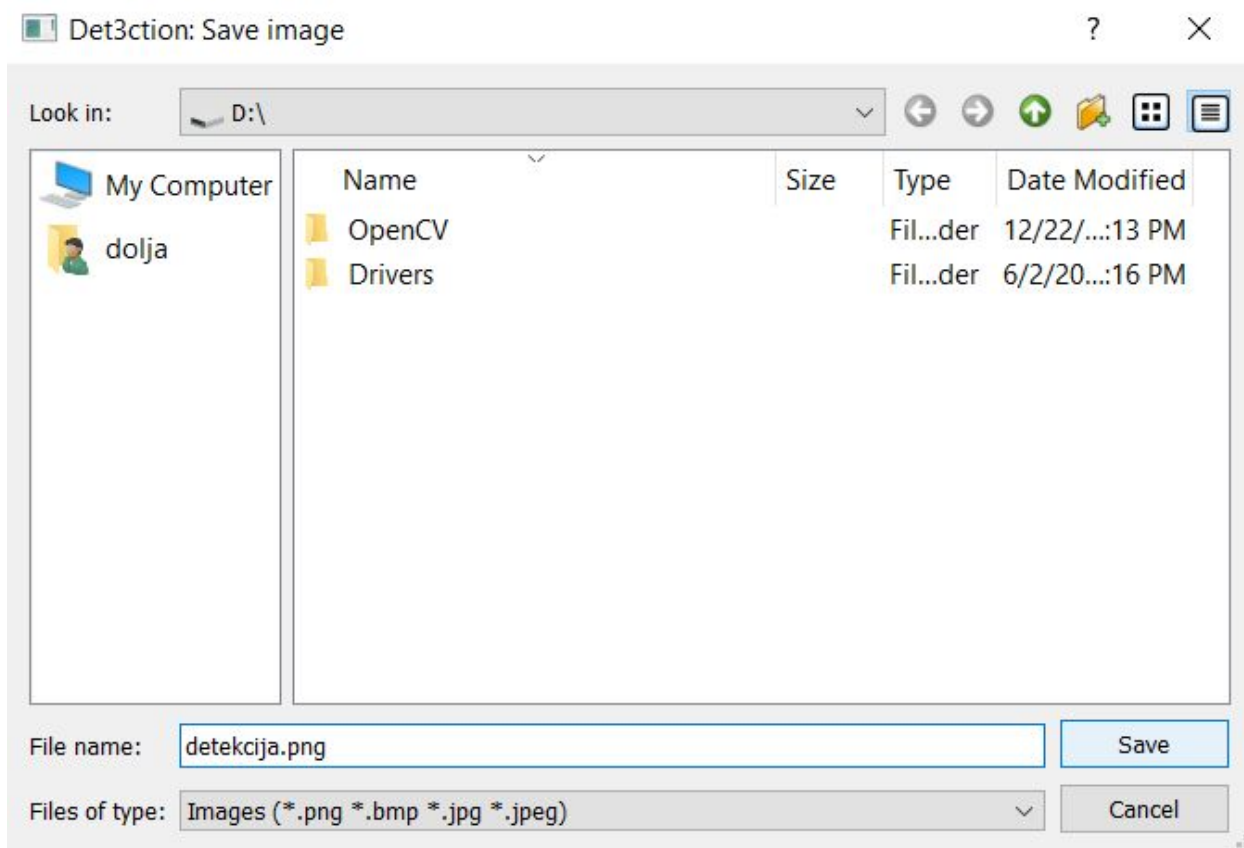 Det3ction: Save image ?
Look in: D:\
My Computer
dolja
Name Size Type Date Modified
OpenCV Fil...der 12/22/...:13 PM
Drivers Fil...der 6/2/20...:16 PM
File name: detekcija.png Save
Files of type: Images (*.png *.bmp *.jpg *.jpeg) Cancel